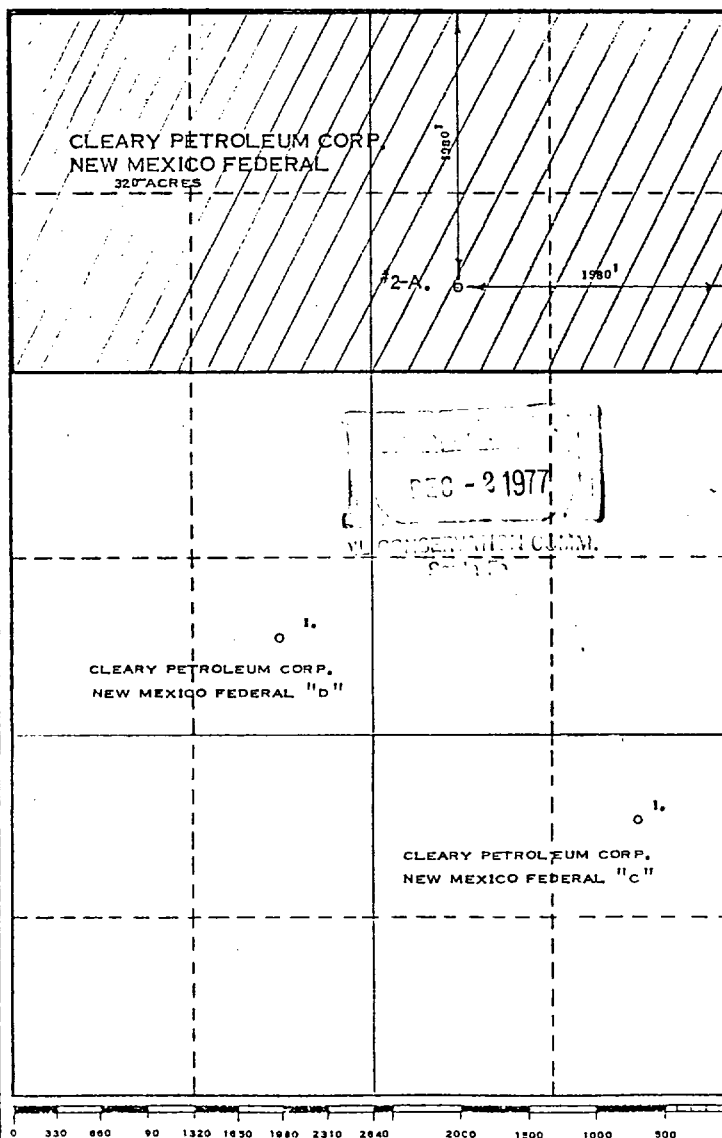 CLEARY PETROLEUM CORP.
NEW MEXICO FEDERAL
320 ACRES
1980'
#2-A.
1980'
DEC - 2 1977
CONSERVATION COMM.
1.
CLEARY PETROLEUM CORP.
NEW MEXICO FEDERAL "D"
1.
CLEARY PETROLEUM CORP.
NEW MEXICO FEDERAL "C"
0 330 660 90 1320 1650 1980 2310 2640 2000 1500 1000 500